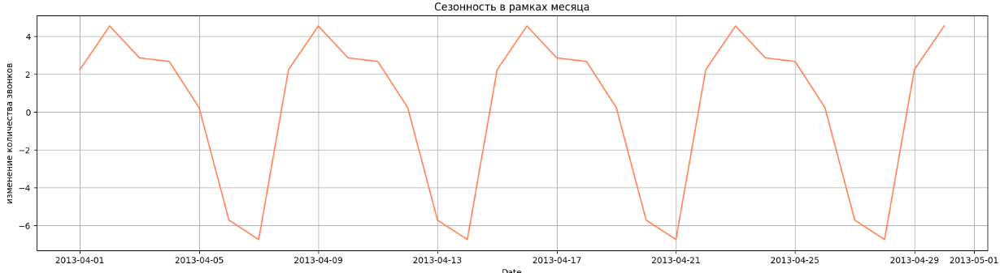 Сезонность в рамках месяца
изменение количества звонков
4
2
0
−2
−4
−6
2013-04-01 2013-04-05 2013-04-09 2013-04-13 2013-04-17 2013-04-21 2013-04-25 2013-04-29 2013-05-01
Date